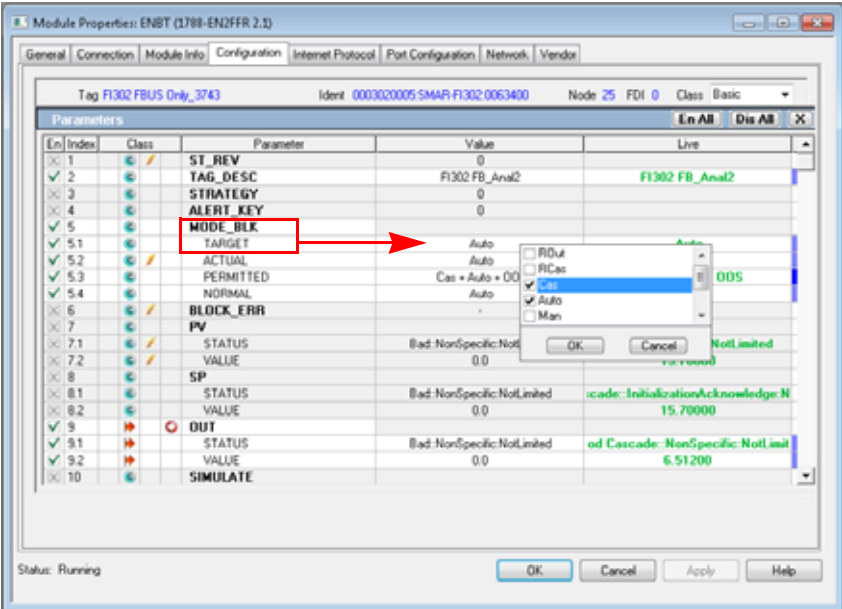 Module Properties: ENBT (1788-EN2FFR 2.1)
General Connection Module Info Configuration Internet Protocol Port Configuration Network Vendor
Tag FI302 FBUS Only_3743 Ident 0003020005:SMAR-FI302:0063400 Node 25 FDI 0 Class Basic
Parameters En All Dis All X
En Index Class Parameter Value Live
1 ST_REV 0
2 TAG_DESC FI302 FB_Anal2 FI302 FB_Anal2
3 STRATEGY 0
4 ALERT_KEY 0
5 MODE_BLK
5.1 TARGET Auto Auto
5.2 ACTUAL Auto
5.3 PERMITTED Cas + Auto + OO OOS
5.4 NORMAL Auto
ROut
RCas
Cas
Auto
Man
OK Cancel
6 BLOCK_ERR -
7 PV
7.1 STATUS Bad::NonSpecific:Not NotLimited
7.2 VALUE 0.0 15.70000
8 SP
8.1 STATUS Bad::NonSpecific:NotLimited cade::InitializationAcknowledge:N
8.2 VALUE 0.0 15.70000
9 OUT
9.1 STATUS Bad::NonSpecific:NotLimited od Cascade::NonSpecific:NotLimit
9.2 VALUE 0.0 6.51200
10 SIMULATE
Status: Running
OK Cancel Apply Help